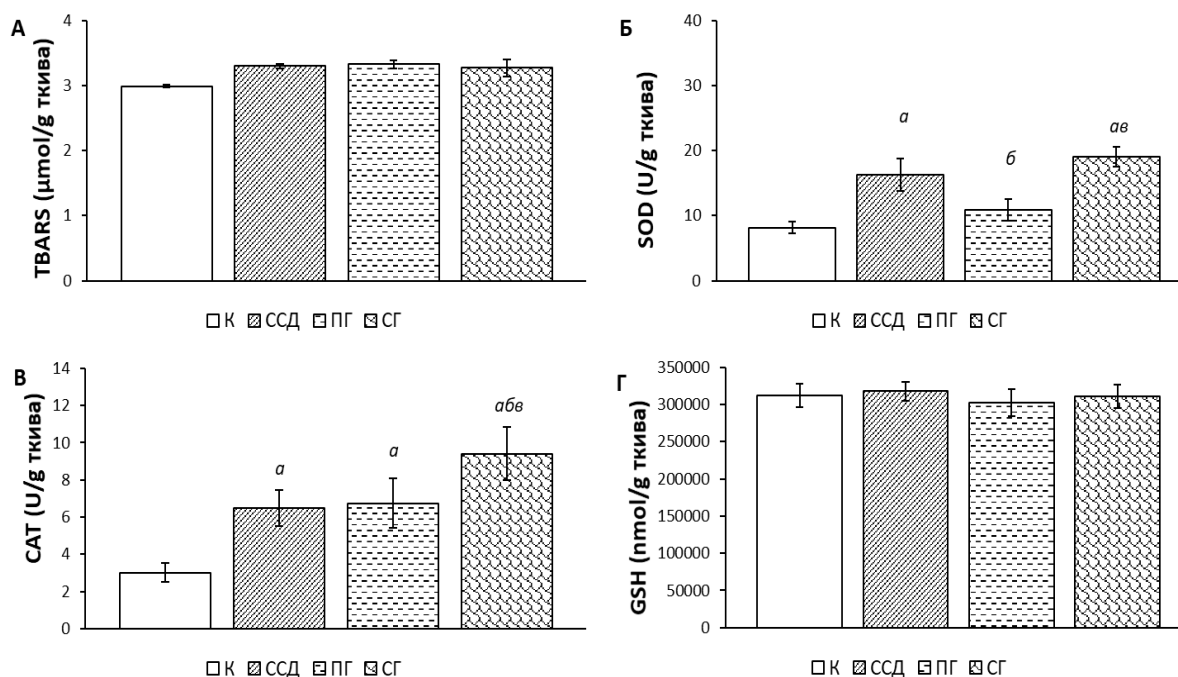 А
TBARS (µmol/g ткива)
4
3
2
1
0
К ССД ПГ СГ
Б
SOD (U/g ткива)
40
30
20
10
0
а
б
ав
К ССД ПГ СГ
В
CAT (U/g ткива)
14
12
10
8
6
4
2
0
а
а
абв
К ССД ПГ СГ
Г
GSH (nmol/g ткива)
350000
300000
250000
200000
150000
100000
50000
0
К ССД ПГ СГ